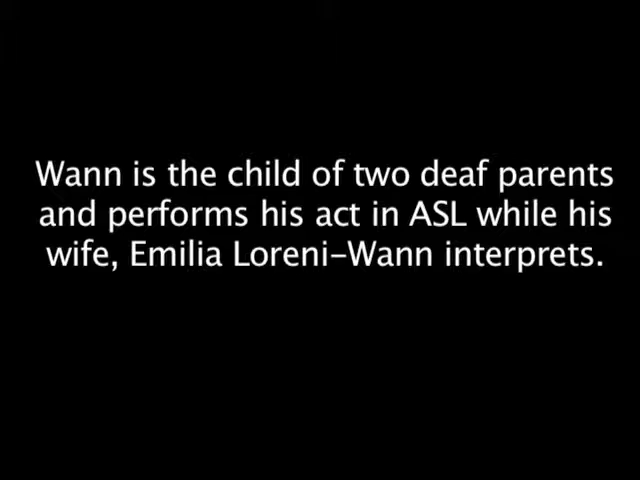 Wann is the child of two deaf parents
and performs his act in ASL while his
wife, Emilia Loreni-Wann interprets.